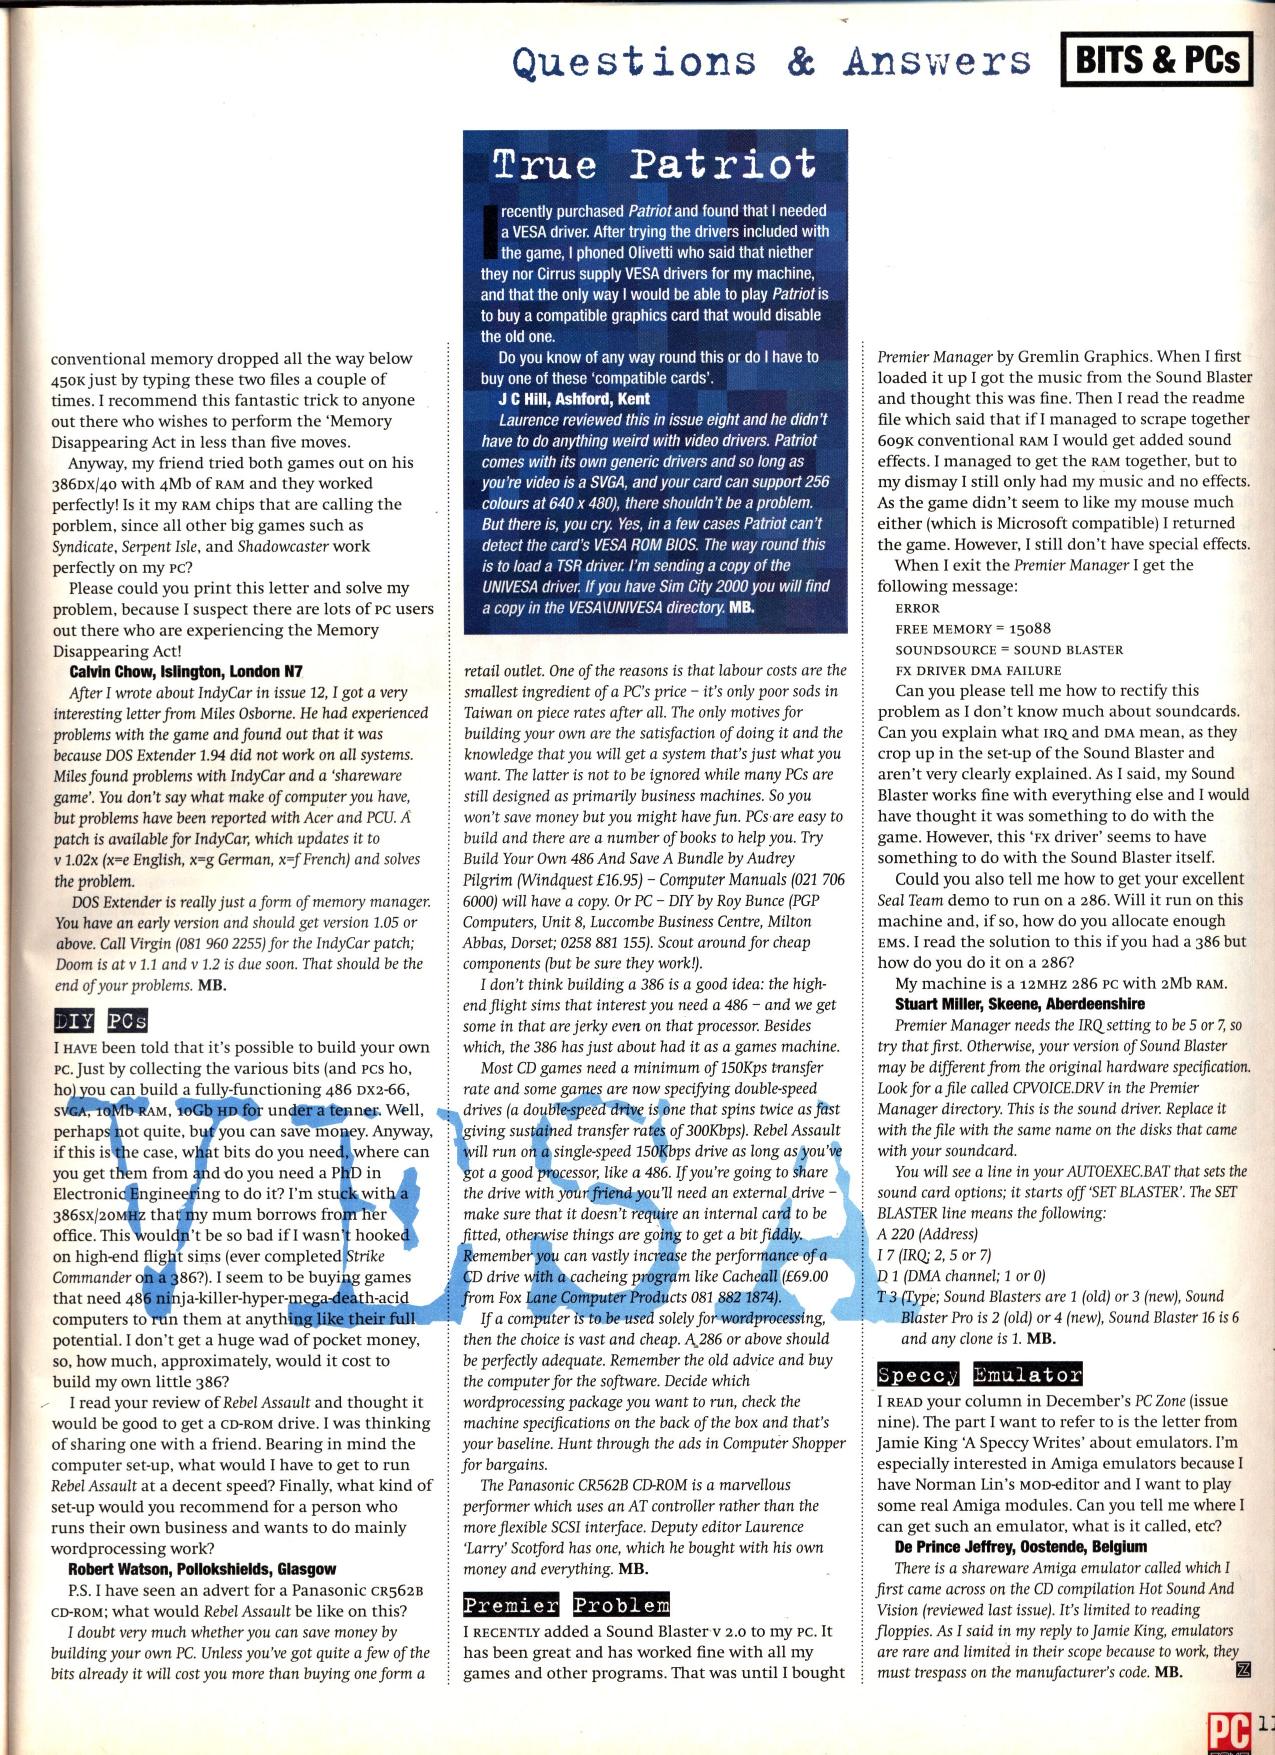 Questions & Answers BITS & PCs
conventional memory dropped all the way below
450K just by typing these two files a couple of
times. I recommend this fantastic trick to anyone
out there who wishes to perform the 'Memory
Disappearing Act in less than five moves.
Anyway, my friend tried both games out on his
386DX/40 with 4Mb of RAM and they worked
perfectly! Is it my RAM chips that are calling the
porblem, since all other big games such as
Syndicate, Serpent Isle, and Shadowcaster work
perfectly on my PC?
Please could you print this letter and solve my
problem, because I suspect there are lots of PC users
out there who are experiencing the Memory
Disappearing Act!
Calvin Chow, Islington, London N7
After I wrote about IndyCar in issue 12, I got a very
interesting letter from Miles Osborne. He had experienced
problems with the game and found out that it was
because DOS Extender 1.94 did not work on all systems.
Miles found problems with IndyCar and a 'shareware
game'. You don't say what make of computer you have,
but problems have been reported with Acer and PCU. A
patch is available for IndyCar, which updates it to
v 1.02x (x=e English, x=g German, x=f French) and solves
the problem.
DOS Extender is really just a form of memory manager.
You have an early version and should get version 1.05 or
above. Call Virgin (081 960 2255) for the IndyCar patch;
Doom is at v 1.1 and v 1.2 is due soon. That should be the
end of your problems. MB.
DIY PCs
I HAVE been told that it's possible to build your own
PC. Just by collecting the various bits (and PCs ho,
ho) you can build a fully-functioning 486 DX2-66,
SVGA, 10Mb RAM, 10Gb HD for under a tenner. Well,
perhaps not quite, but you can save money. Anyway,
if this is the case, what bits do you need, where can
you get them from and do you need a PhD in
Electronic Engineering to do it? I'm stuck with a
386SX/20MHZ that my mum borrows from her
office. This wouldn't be so bad if I wasn't hooked
on high-end flight sims (ever completed Strike
Commander on a 386?). I seem to be buying games
that need 486 ninja-killer-hyper-mega-death-acid
computers to run them at anything like their full
potential. I don't get a huge wad of pocket money,
so, how much, approximately, would it cost to
build my own little 386?
I read your review of Rebel Assault and thought it
would be good to get a CD-ROM drive. I was thinking
of sharing one with a friend. Bearing in mind the
computer set-up, what would I have to get to run
Rebel Assault at a decent speed? Finally, what kind of
set-up would you recommend for a person who
runs their own business and wants to do mainly
wordprocessing work?
Robert Watson, Pollokshields, Glasgow
P.S. I have seen an advert for a Panasonic CR562B
CD-ROM; what would Rebel Assault be like on this?
I doubt very much whether you can save money by
building your own PC. Unless you've got quite a few of the
bits already it will cost you more than buying one form a
True Patriot
I recently purchased Patriot and found that I needed
a VESA driver. After trying the drivers included with
the game, I phoned Olivetti who said that niether
they nor Cirrus supply VESA drivers for my machine,
and that the only way I would be able to play Patriot is
to buy a compatible graphics card that would disable
the old one.
Do you know of any way round this or do I have to
buy one of these 'compatible cards'.
J C Hill, Ashford, Kent
Laurence reviewed this in issue eight and he didn't
have to do anything weird with video drivers. Patriot
comes with its own generic drivers and so long as
you're video is a SVGA, and your card can support 256
colours at 640 x 480), there shouldn't be a problem.
But there is, you cry. Yes, in a few cases Patriot can't
detect the card's VESA ROM BIOS. The way round this
is to load a TSR driver. I'm sending a copy of the
UNIVESA driver. If you have Sim City 2000 you will find
a copy in the VESA\UNIVESA directory. MB.
retail outlet. One of the reasons is that labour costs are the
smallest ingredient of a PC's price – it's only poor sods in
Taiwan on piece rates after all. The only motives for
building your own are the satisfaction of doing it and the
knowledge that you will get a system that's just what you
want. The latter is not to be ignored while many PCs are
still designed as primarily business machines. So you
won't save money but you might have fun. PCs are easy to
build and there are a number of books to help you. Try
Build Your Own 486 And Save A Bundle by Audrey
Pilgrim (Windquest £16.95) – Computer Manuals (021 706
6000) will have a copy. Or PC – DIY by Roy Bunce (PGP
Computers, Unit 8, Luccombe Business Centre, Milton
Abbas, Dorset; 0258 881 155). Scout around for cheap
components (but be sure they work!).
I don't think building a 386 is a good idea: the high-
end flight sims that interest you need a 486 – and we get
some in that are jerky even on that processor. Besides
which, the 386 has just about had it as a games machine.
Most CD games need a minimum of 150Kps transfer
rate and some games are now specifying double-speed
drives (a double-speed drive is one that spins twice as fast
giving sustained transfer rates of 300Kbps). Rebel Assault
will run on a single-speed 150Kbps drive as long as you've
got a good processor, like a 486. If you're going to share
the drive with your friend you'll need an external drive –
make sure that it doesn't require an internal card to be
fitted, otherwise things are going to get a bit fiddly.
Remember you can vastly increase the performance of a
CD drive with a cacheing program like Cacheall (£69.00
from Fox Lane Computer Products 081 882 1874).
If a computer is to be used solely for wordprocessing,
then the choice is vast and cheap. A 286 or above should
be perfectly adequate. Remember the old advice and buy
the computer for the software. Decide which
wordprocessing package you want to run, check the
machine specifications on the back of the box and that's
your baseline. Hunt through the ads in Computer Shopper
for bargains.
The Panasonic CR562B CD-ROM is a marvellous
performer which uses an AT controller rather than the
more flexible SCSI interface. Deputy editor Laurence
'Larry' Scotford has one, which he bought with his own
money and everything. MB.
Premier Problem
I RECENTLY added a Sound Blaster v 2.0 to my PC. It
has been great and has worked fine with all my
games and other programs. That was until I bought
Premier Manager by Gremlin Graphics. When I first
loaded it up I got the music from the Sound Blaster
and thought this was fine. Then I read the readme
file which said that if I managed to scrape together
609K conventional RAM I would get added sound
effects. I managed to get the RAM together, but to
my dismay I still only had my music and no effects.
As the game didn't seem to like my mouse much
either (which is Microsoft compatible) I returned
the game. However, I still don't have special effects.
When I exit the Premier Manager I get the
following message:
ERROR
FREE MEMORY = 15088
SOUNDSOURCE = SOUND BLASTER
FX DRIVER DMA FAILURE
Can you please tell me how to rectify this
problem as I don't know much about soundcards.
Can you explain what IRQ and DMA mean, as they
crop up in the set-up of the Sound Blaster and
aren't very clearly explained. As I said, my Sound
Blaster works fine with everything else and I would
have thought it was something to do with the
game. However, this 'FX driver' seems to have
something to do with the Sound Blaster itself.
Could you also tell me how to get your excellent
Seal Team demo to run on a 286. Will it run on this
machine and, if so, how do you allocate enough
EMS. I read the solution to this if you had a 386 but
how do you do it on a 286?
My machine is a 12MHZ 286 PC with 2Mb RAM.
Stuart Miller, Skeene, Aberdeenshire
Premier Manager needs the IRQ setting to be 5 or 7, so
try that first. Otherwise, your version of Sound Blaster
may be different from the original hardware specification.
Look for a file called CPVOICE.DRV in the Premier
Manager directory. This is the sound driver. Replace it
with the file with the same name on the disks that came
with your soundcard.
You will see a line in your AUTOEXEC.BAT that sets the
sound card options; it starts off 'SET BLASTER'. The SET
BLASTER line means the following:
A 220 (Address)
I 7 (IRQ; 2, 5 or 7)
D 1 (DMA channel; 1 or 0)
T 3 (Type; Sound Blasters are 1 (old) or 3 (new), Sound
Blaster Pro is 2 (old) or 4 (new), Sound Blaster 16 is 6
and any clone is 1. MB.
Speccy Emulator
I READ your column in December's PC Zone (issue
nine). The part I want to refer to is the letter from
Jamie King 'A Speccy Writes' about emulators. I'm
especially interested in Amiga emulators because I
have Norman Lin's MOD-editor and I want to play
some real Amiga modules. Can you tell me where I
can get such an emulator, what is it called, etc?
De Prince Jeffrey, Oostende, Belgium
There is a shareware Amiga emulator called which I
first came across on the CD compilation Hot Sound And
Vision (reviewed last issue). It's limited to reading
floppies. As I said in my reply to Jamie King, emulators
are rare and limited in their scope because to work, they
must trespass on the manufacturer's code. MB. Z
VESA
PC